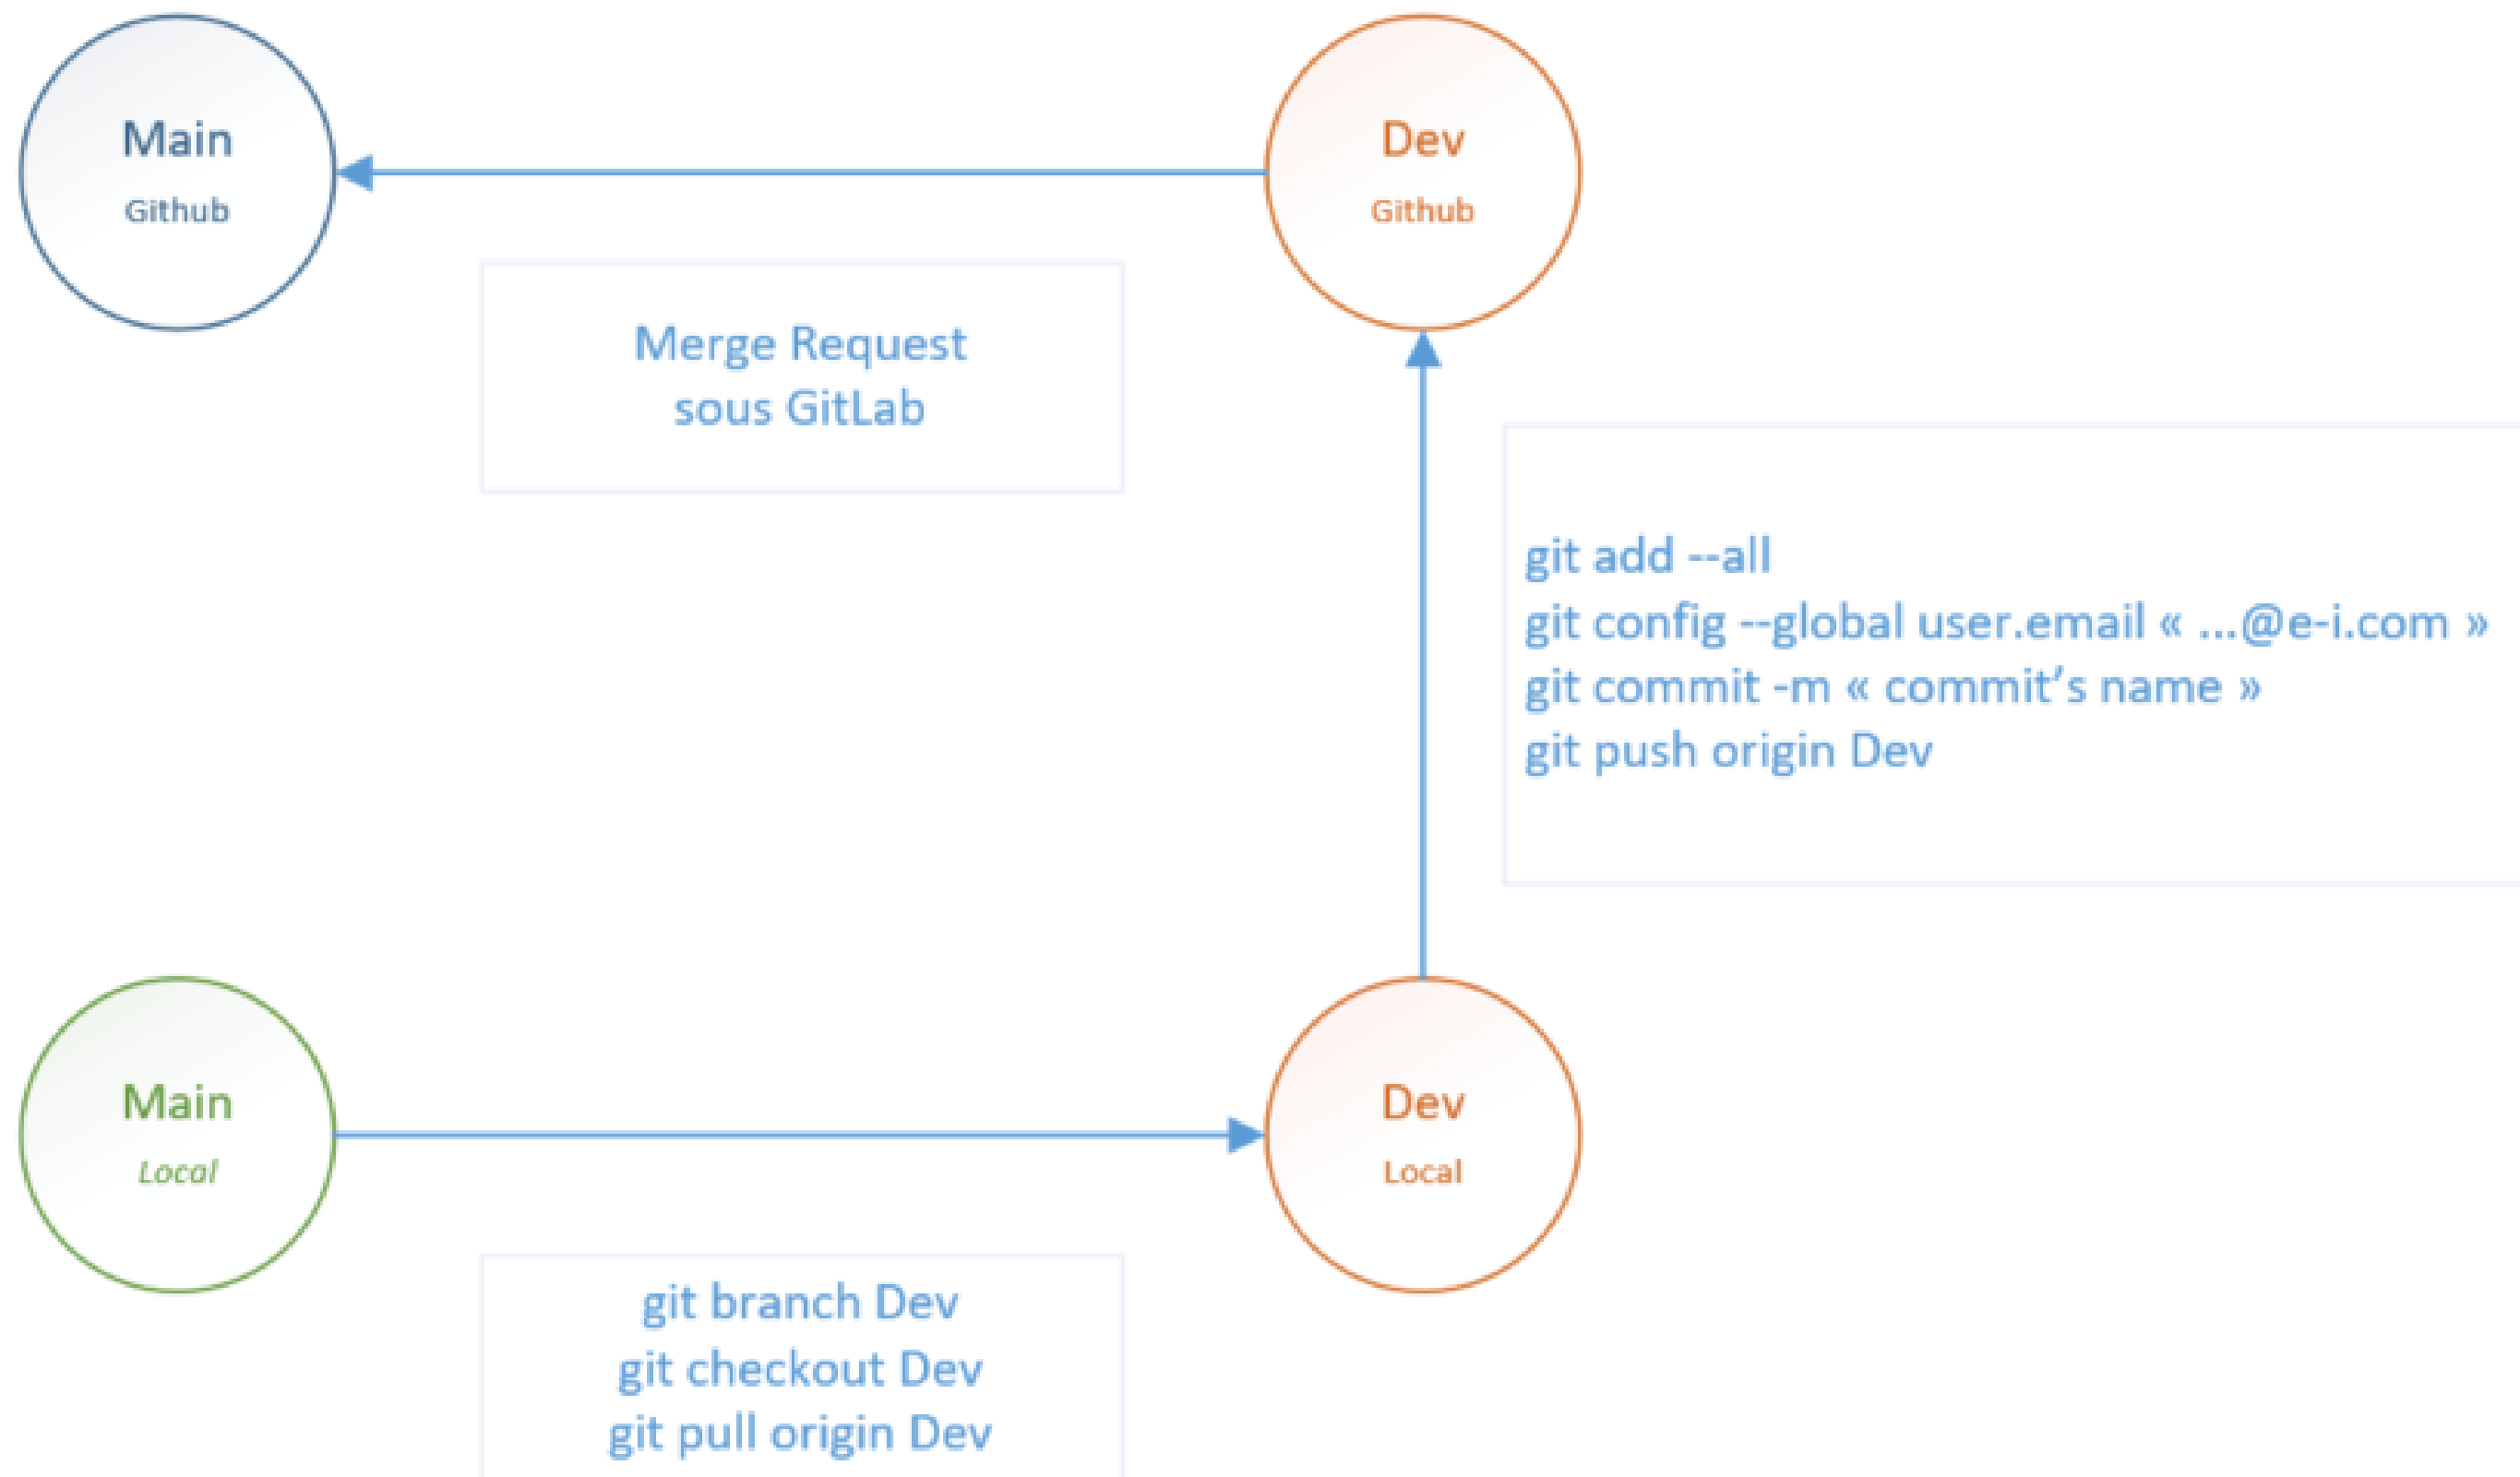 Main
Github
Dev
Github
Merge Request
sous GitLab
git add --all
git config --global user.email « ...@e-i.com »
git commit -m « commit’s name »
git push origin Dev
Main
Local
Dev
Local
git branch Dev
git checkout Dev
git pull origin Dev